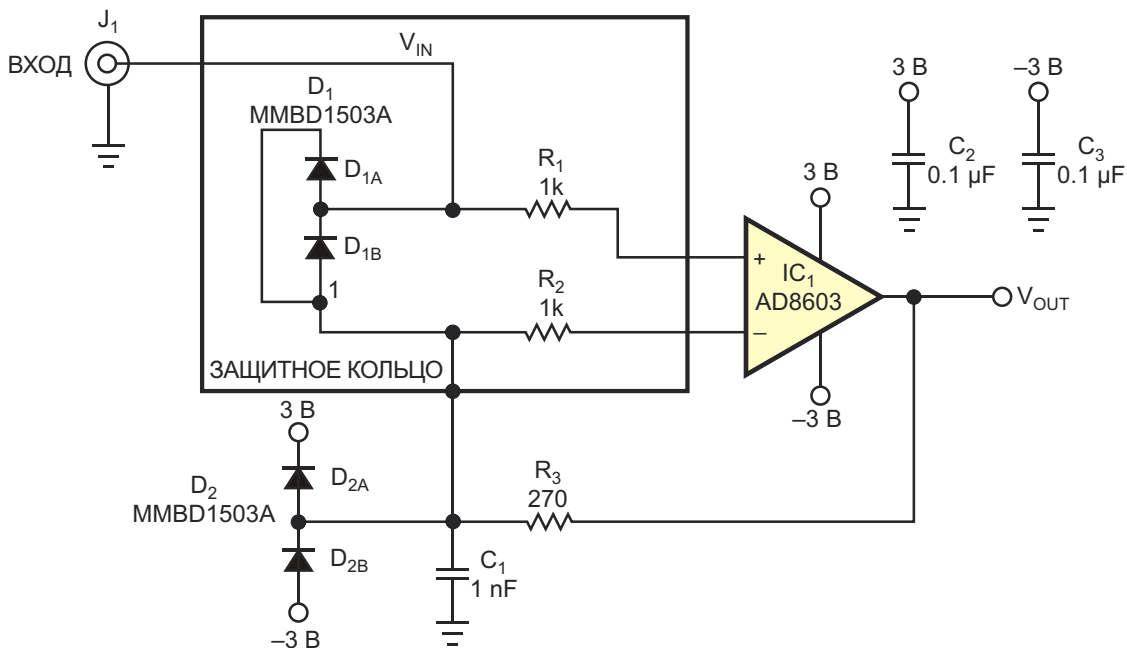 J1
ВХОД
VIN
D1
MMBD1503A
D1A
D1B
1
R1
1k
R2
1k
ЗАЩИТНОЕ КОЛЬЦО
3 В
–3 В
C2
0.1 µF
C3
0.1 µF
3 В
+
IC1
AD8603
–
–3 В
VOUT
3 В
D2
MMBD1503A
D2A
D2B
–3 В
R3
270
C1
1 nF